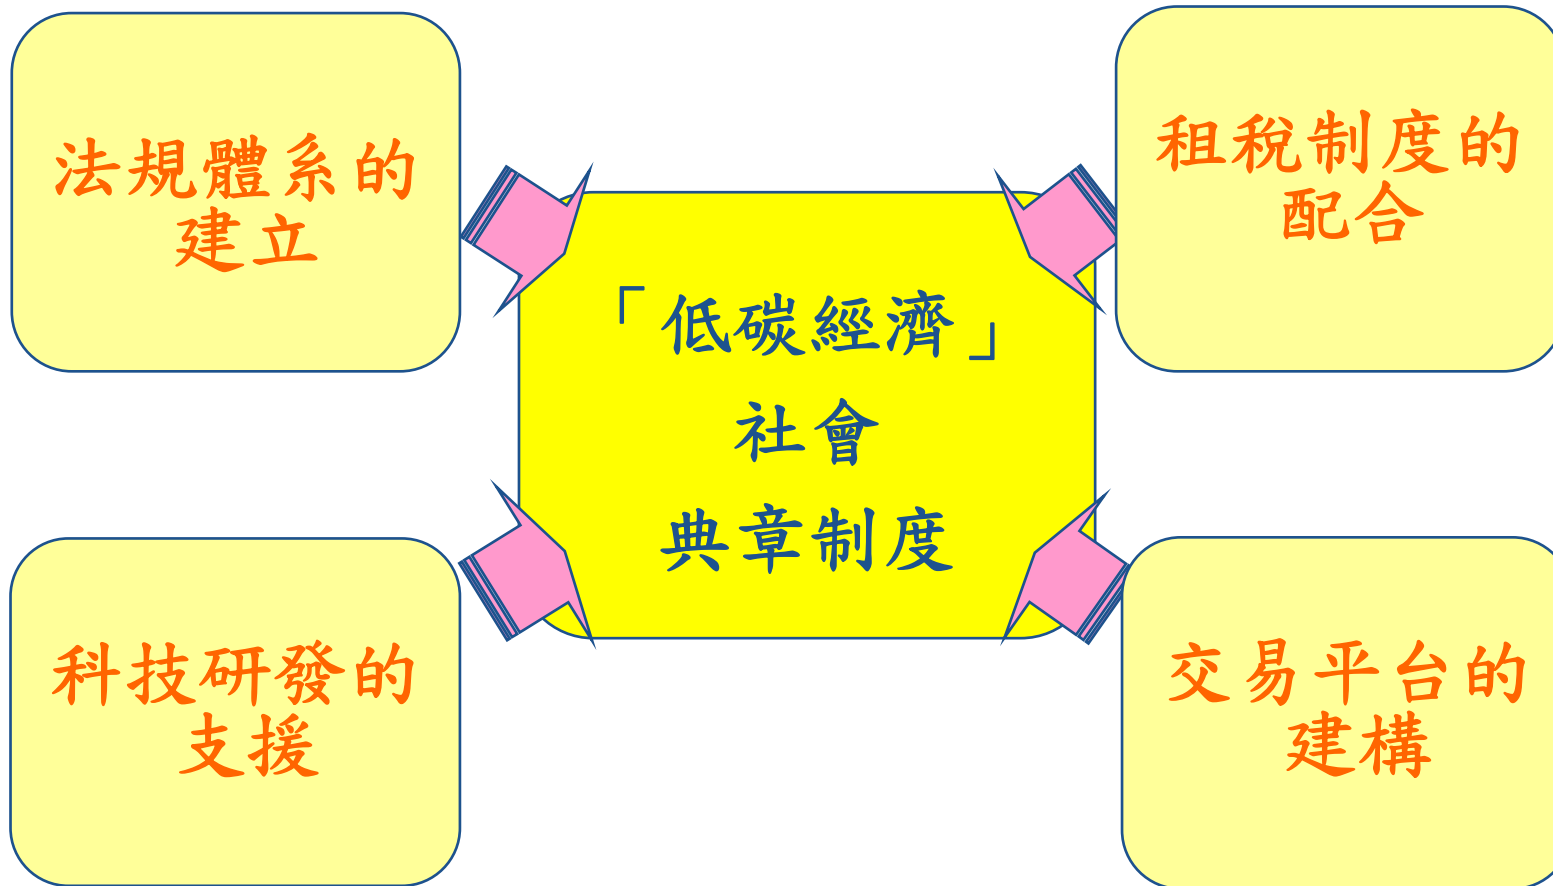 法規體系的
建立
租稅制度的
配合
「低碳經濟」
社會
典章制度
科技研發的
支援
交易平台的
建構